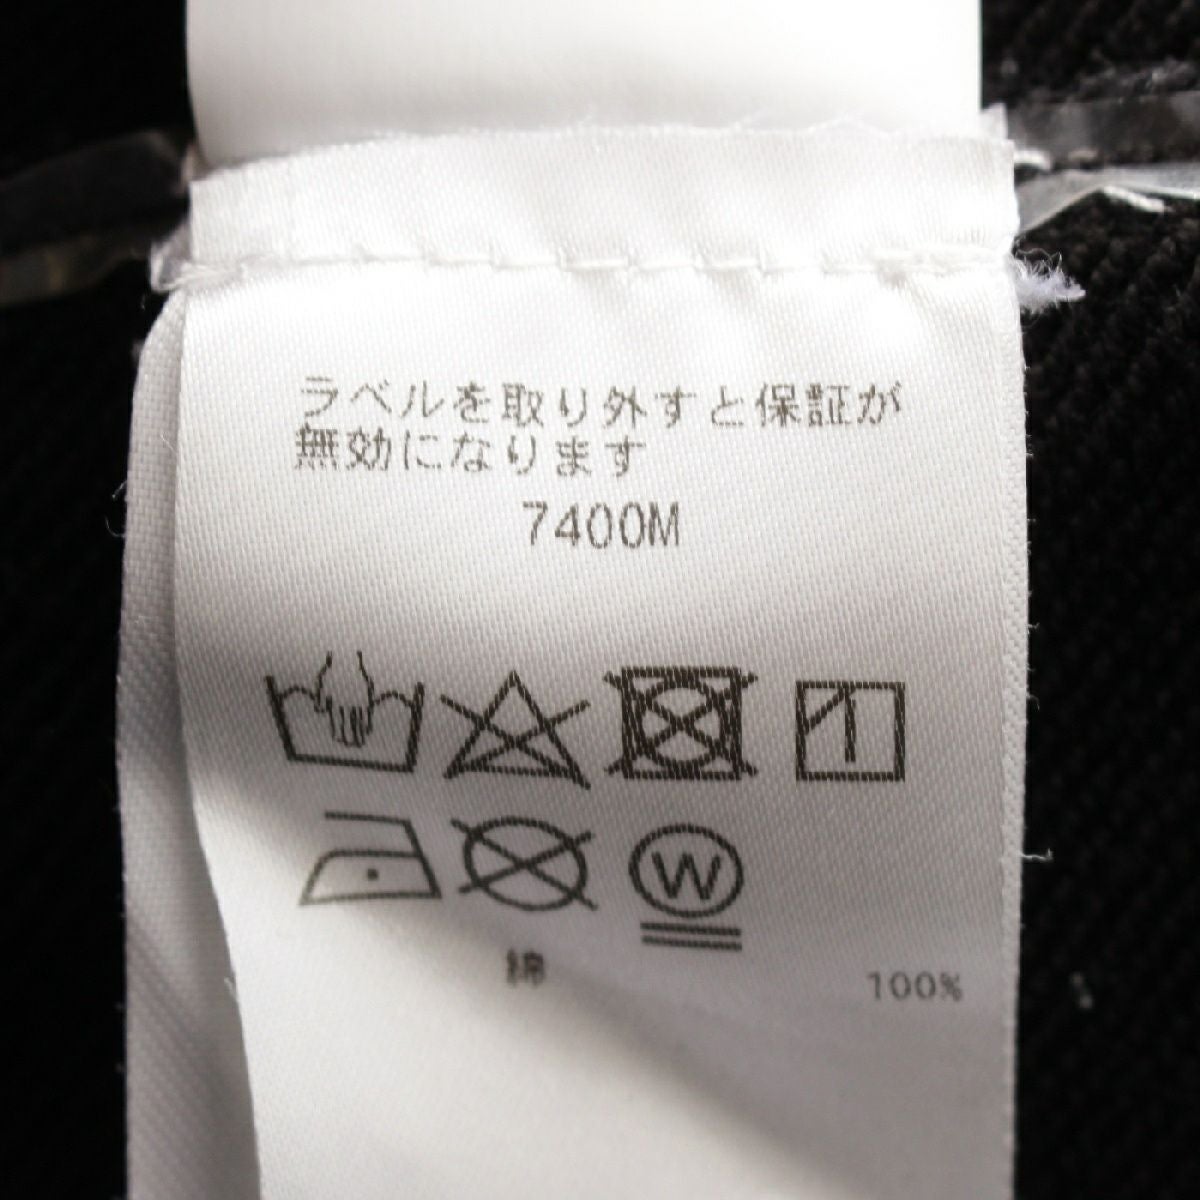 ラベルを取り外すと保証が
無効になります
7400M
W
綿 100%